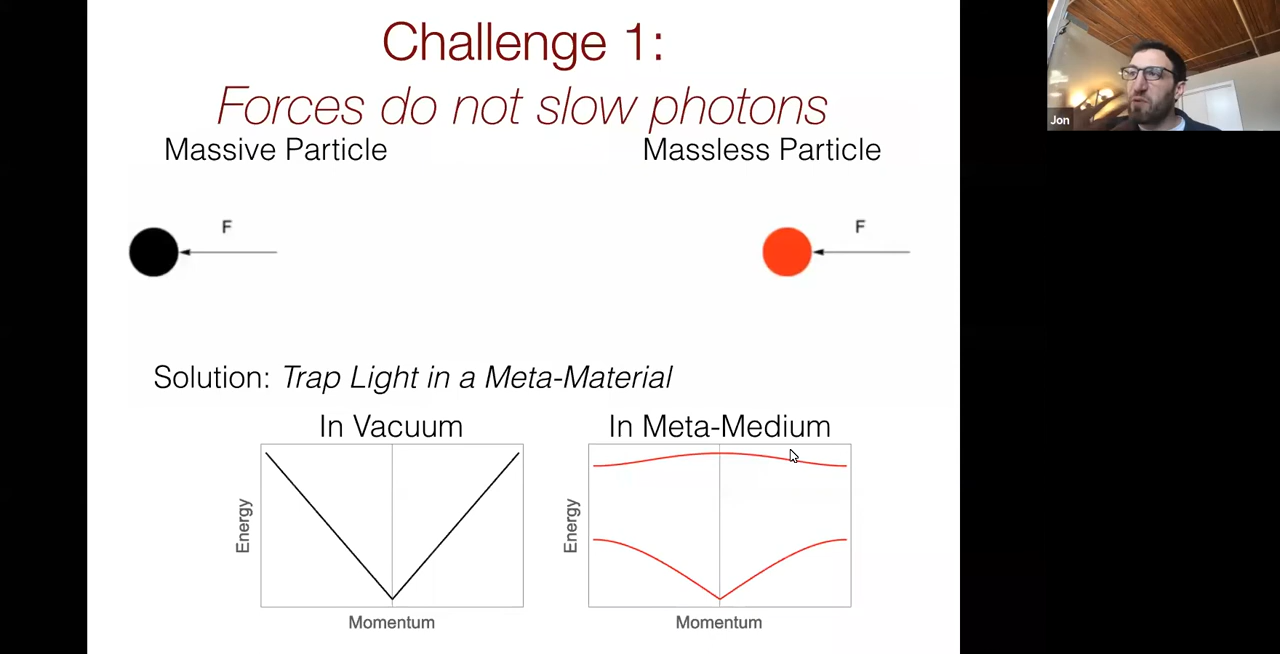 Challenge 1:
Forces do not slow photons
Massive Particle
Massless Particle
F
F
Solution: Trap Light in a Meta-Material
In Vacuum
In Meta-Medium
Energy
Energy
Momentum
Momentum
Jon